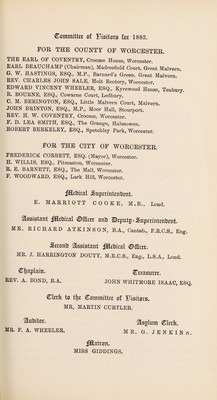 Committee of Visitors for 1883.
FOR THE COUNTY OF WORCESTER.
THE EARL OF COVENTRY, Croome House, Worcester.
EARL BEAUCHAMP (Chairman), Madresfield Court, Great Malvern.
G. W. HASTINGS, ESQ., M.P., Barnard's Green, Great Malvern.
REV. CHARLES JOHN SALE, Holt Rectory, Worcester.
EDWARD VINCENT WHEELER, ESQ., Kyrewood House, Tenbury.
R. BOURNE, ESQ., Cowarne Court, Ledbury.
C. M. BERINGTON, ESQ., Little Malvern Court, Malvern.
JOHN BRINTON, ESQ., M.P., Moor Hall, Stourport.
REV. H. W. COVENTRY, Croome, Worcester.
F. D. LEA SMITH, ESQ., The Grange, Halesowen.
ROBERT BERKELEY, ESQ., Spetchley Park, Worcester.
FOR THE CITY OF WORCESTER.
FREDERICK CORBETT, ESQ. (Mayor), Worcester.
H. WILLIS, ESQ., Pitmaston, Worcester.
R. E. BARNETT, ESQ., The Mall, Worcester.
F. WOODWARD, ESQ., Lark Hill, Worcester.
Medical Superintendent.
E. MARRIOTT COOKE, M.B., Lond.
Assistant Medical Officer and Deputy-Superintendent.
MR. RICHARD ATKINSON, B.A., Cantab., F.R.C.S., Eng.
Second Assistant Medical Officer.
MR. J. HARRINGTON DOUTY, M.R.C.S., Eng., L.S.A., Lond.
Chaplain.
REV. A. BOND, B.A.
Treasurer.
JOHN WHITMORE ISAAC, ESQ.
Clerk to the Committee of Visitors.
MR. MARTIN CURTLER.
Auditor.
MR. F. A. WHEELER.
Asylum Clerk.
MR. G. JENKINS.
Matron.
MISS GIDDINGS.